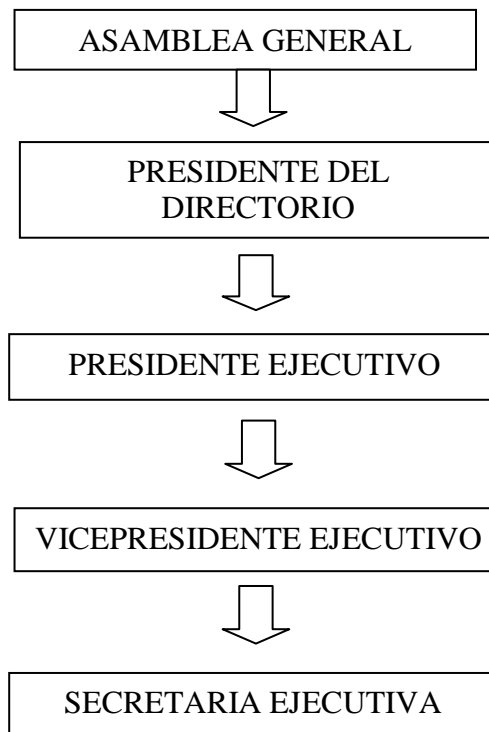 ASAMBLEA GENERAL
PRESIDENTE DEL
DIRECTORIO
PRESIDENTE EJECUTIVO
VICEPRESIDENTE EJECUTIVO
SECRETARIA EJECUTIVA